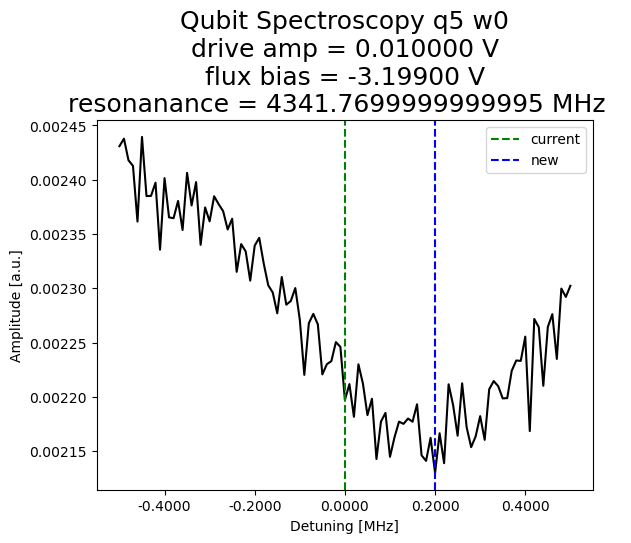 Qubit Spectroscopy q5 w0
drive amp = 0.010000 V
flux bias = -3.19900 V
resonanance = 4341.7699999999995 MHz
current
new
Amplitude [a.u.]
0.00245
0.00240
0.00235
0.00230
0.00225
0.00220
0.00215
-0.4000 -0.2000 0.0000 0.2000 0.4000
Detuning [MHz]